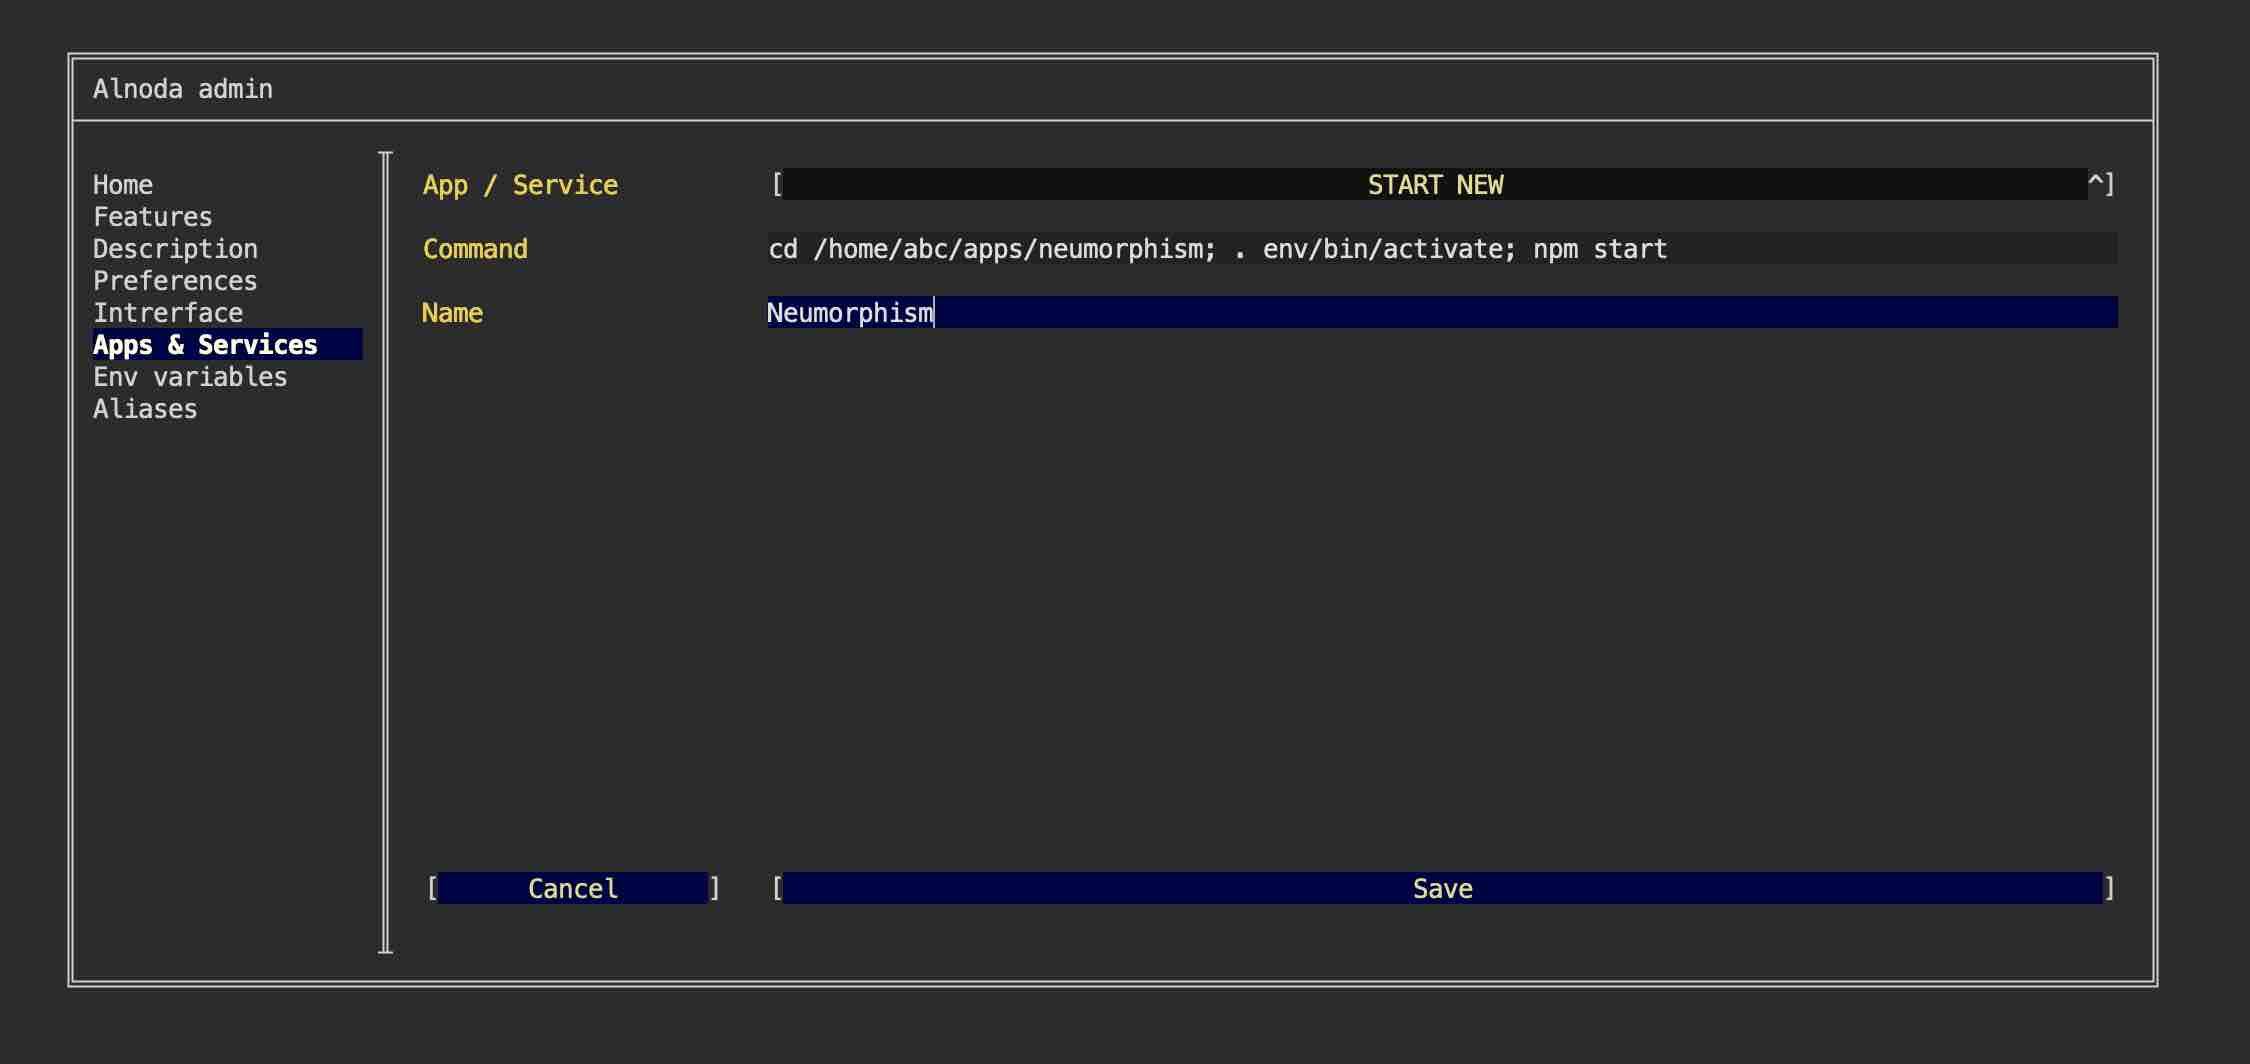 Alnoda admin
Home
Features
Description
Preferences
Intrerface
Apps & Services
Env variables
Aliases
App / Service [ START NEW ^]
Command cd /home/abc/apps/neumorphism; . env/bin/activate; npm start
Name Neumorphism
[ Cancel ] [ Save ]